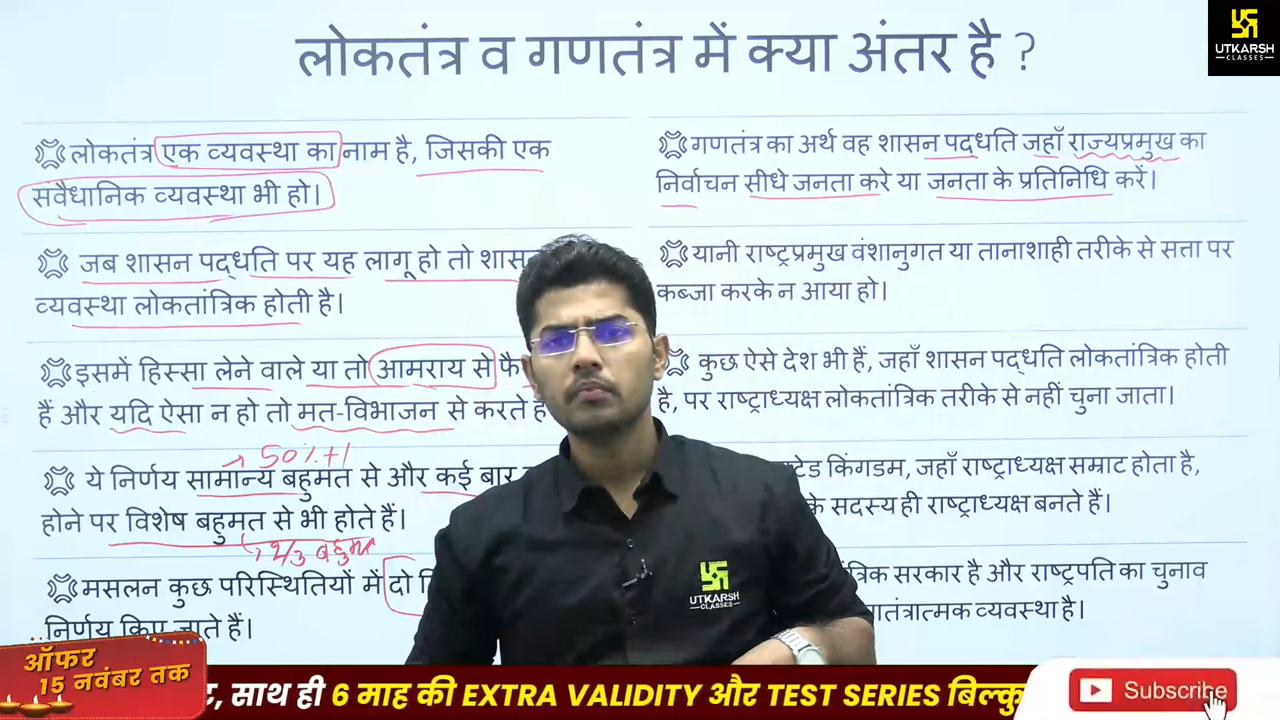 लोकतंत्र व गणतंत्र में क्या अंतर है ?
UTKARSH
CLASSES
लोकतंत्र एक व्यवस्था का नाम है, जिसकी एक
सवैधानिक व्यवस्था भी हो।
जब शासन पद्धति पर यह लागू हो तो शासन
व्यवस्था लोकतांत्रिक होती है।
इसमें हिस्सा लेने वाले या तो आमराय से
हैं और यदि ऐसा न हो तो मत-विभाजन से करते
50%+1
ये निर्णय सामान्य बहुमत से और कई बार
होने पर विशेष बहुमत से भी होते हैं।
2/3 बहुमत
मसलन कुछ परिस्थितियों में दो
निर्णय किए जाते हैं।
गणतंत्र का अर्थ वह शासन पद्धति जहाँ राज्यप्रमुख का
निर्वाचन सीधे जनता करे या जनता के प्रतिनिधि करें।
यानी राष्ट्रप्रमुख वंशानुगत या तानाशाही तरीके से सत्ता पर
कब्जा करके न आया हो।
कुछ ऐसे देश भी हैं, जहाँ शासन पद्धति लोकतांत्रिक होती
है, पर राष्ट्राध्यक्ष लोकतांत्रिक तरीके से नहीं चुना जाता।
किंगडम, जहाँ राष्ट्राध्यक्ष सम्राट होता है,
के सदस्य ही राष्ट्राध्यक्ष बनते हैं।
सरकार है और राष्ट्रपति का चुनाव
व्यवस्था है।
UTKARSH
CLASSES
ऑफर
15 नवंबर तक
साथ ही 6 माह की EXTRA VALIDITY और TEST SERIES
Subscribe